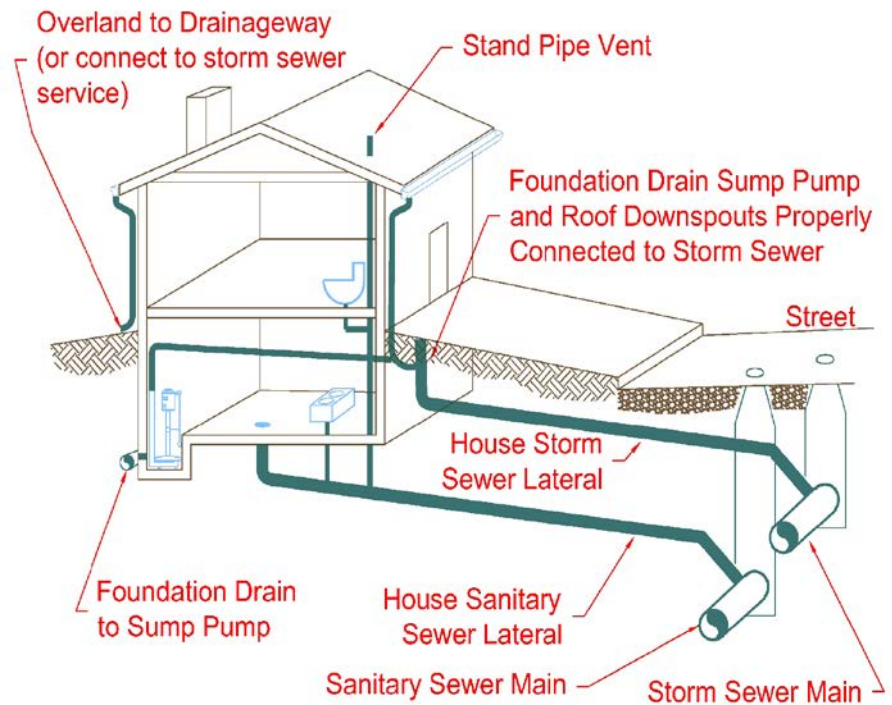 Overland to Drainageway
(or connect to storm sewer
service)
Stand Pipe Vent
Foundation Drain Sump Pump
and Roof Downspouts Properly
Connected to Storm Sewer
Street
House Storm
Sewer Lateral
Foundation Drain
to Sump Pump
House Sanitary
Sewer Lateral
Sanitary Sewer Main
Storm Sewer Main